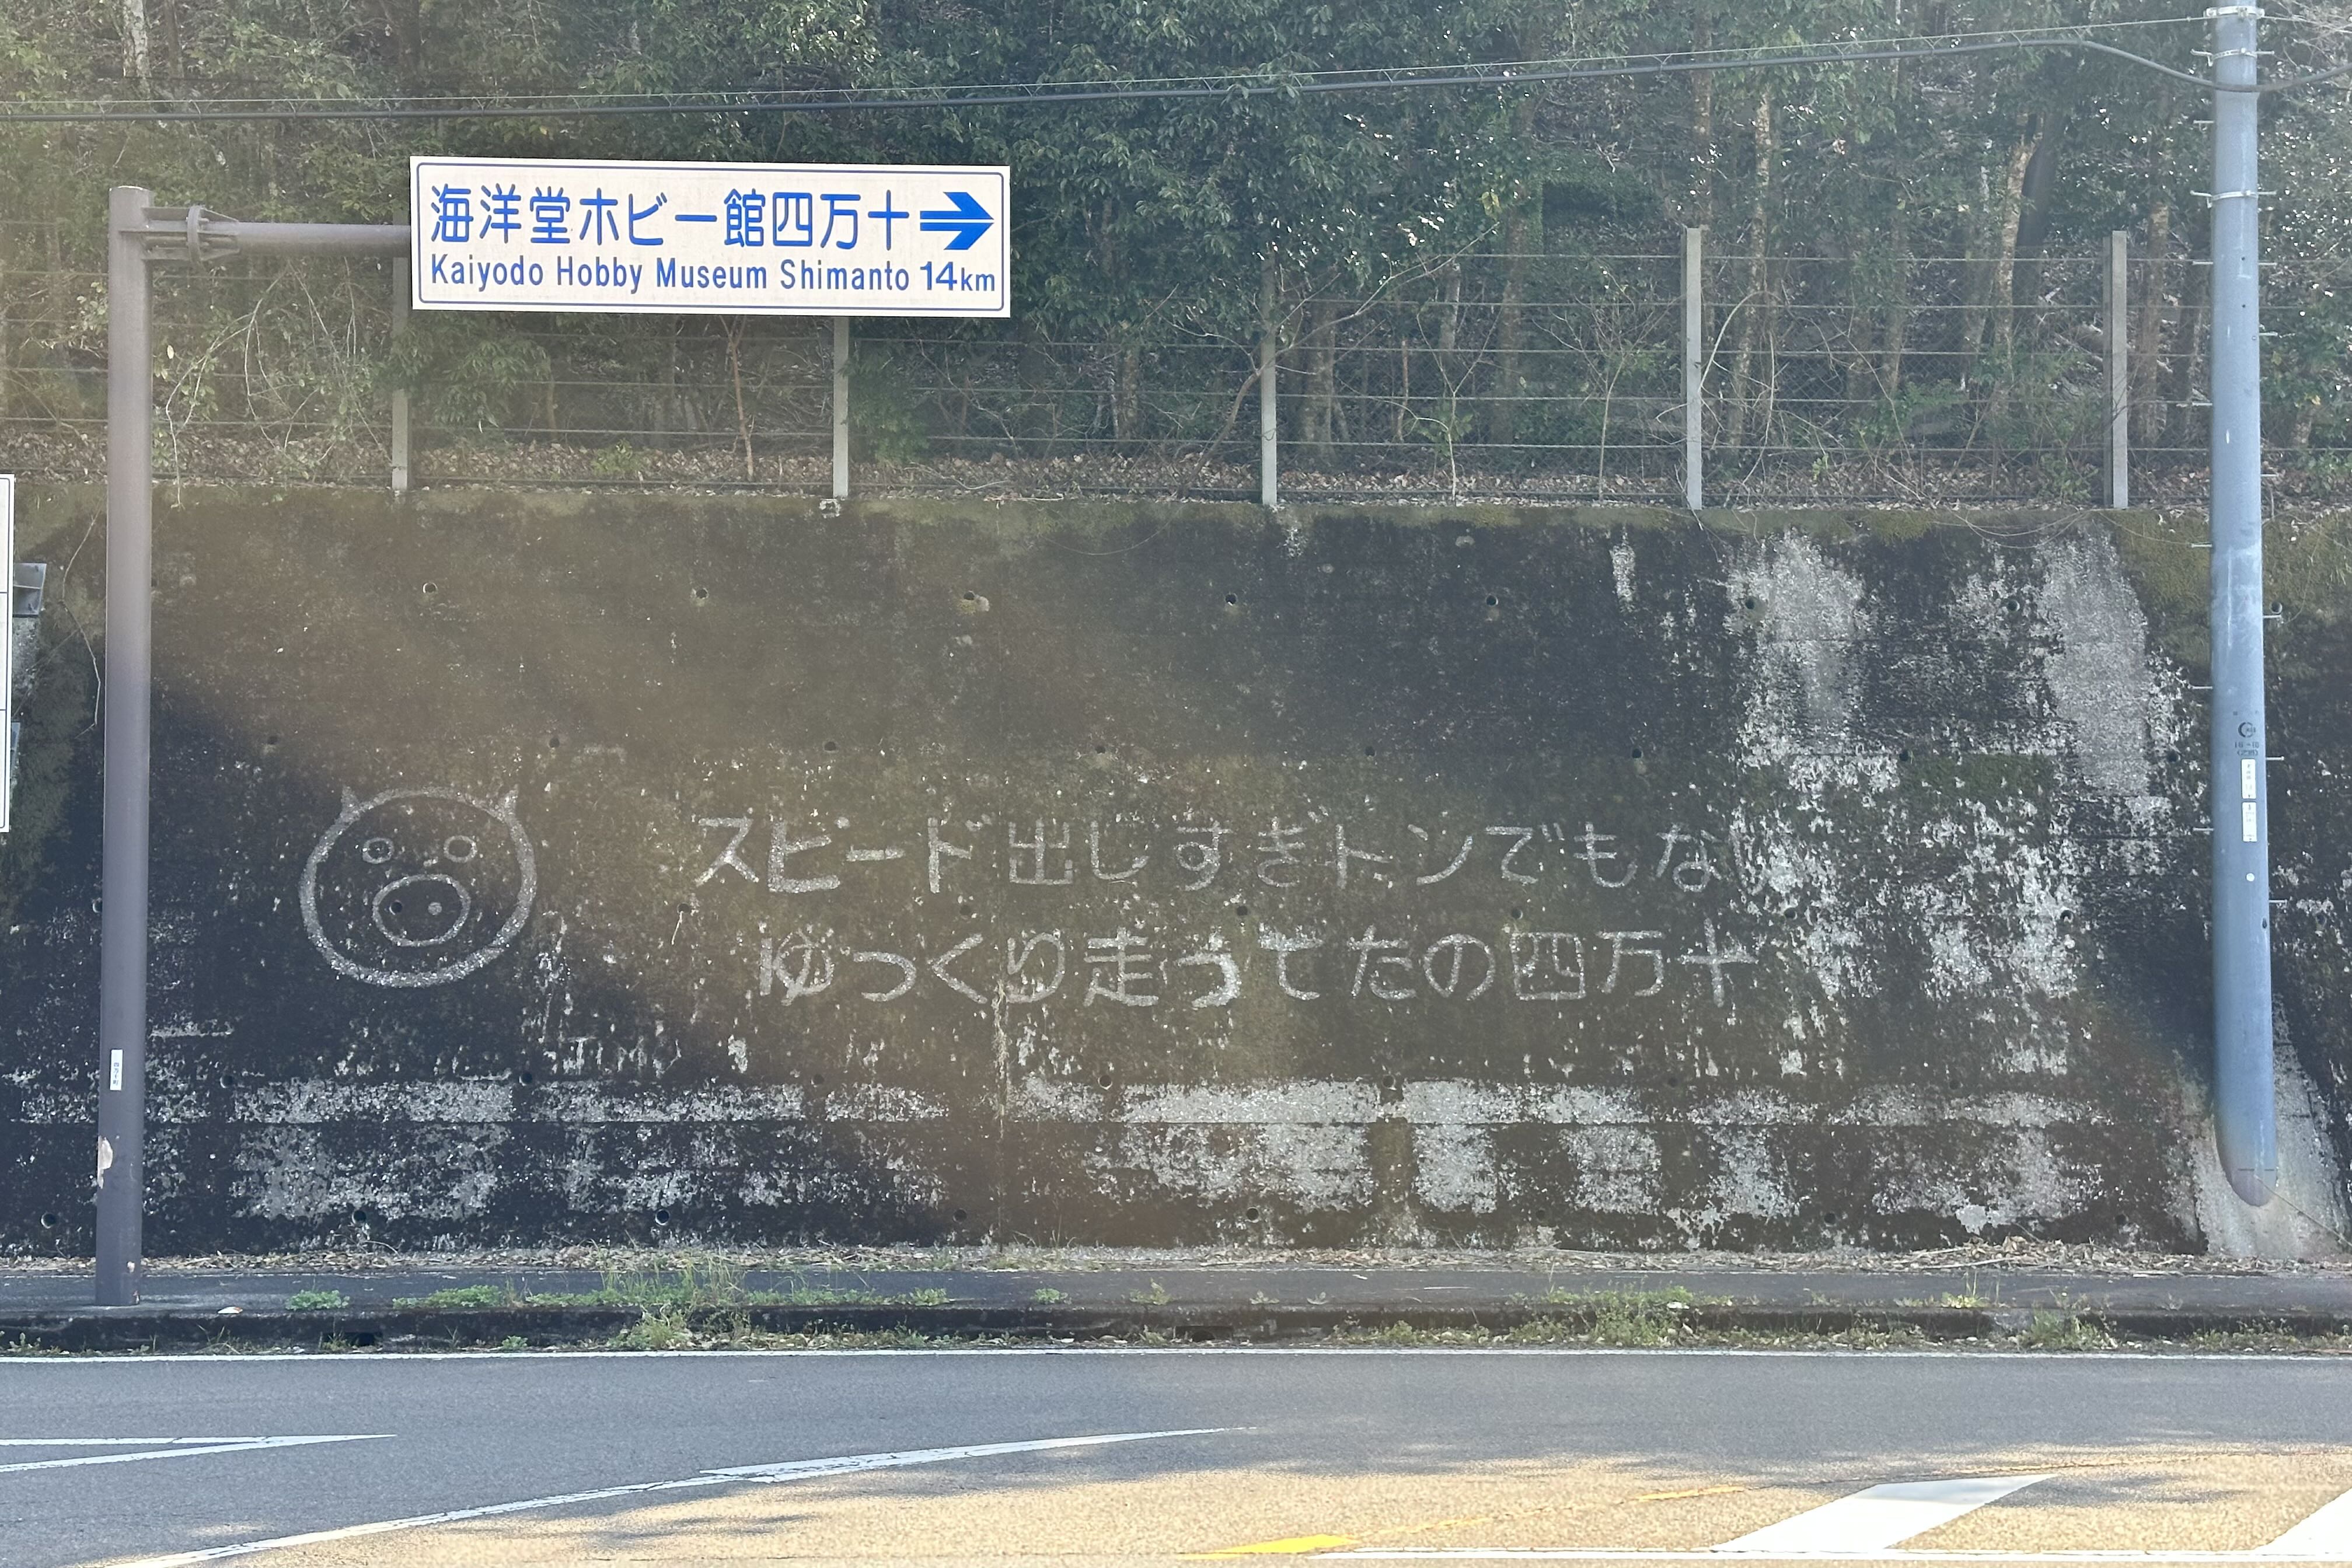 海洋堂ホビー館四万十
Kaiyodo Hobby Museum Shimanto 14km
スピード出しすぎトンでもない
ゆっくり走ってたの四万十